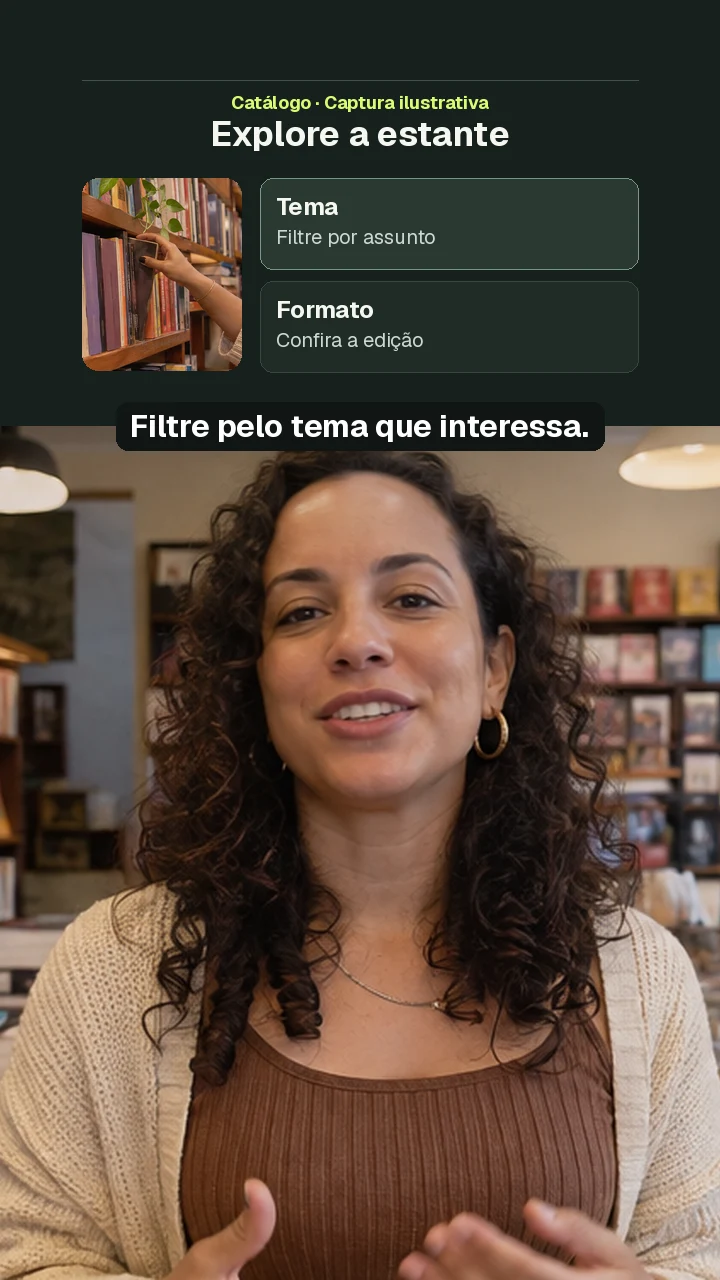 Catálogo · Captura ilustrativa
Explore a estante
Tema
Filtre por assunto
Formato
Confira a edição
Filtre pelo tema que interessa.